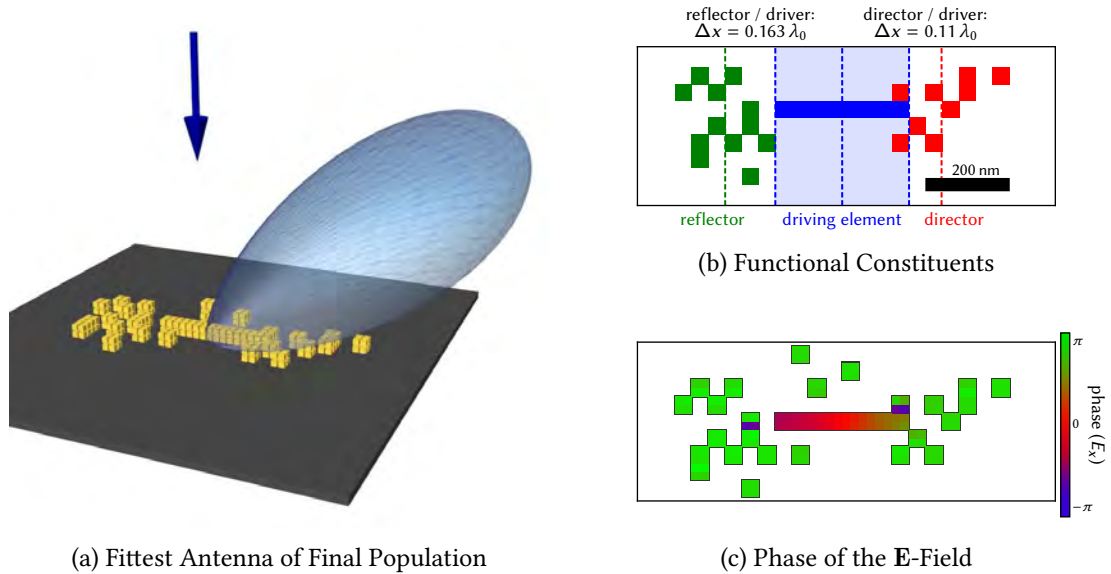 reflector / driver:
Δx = 0.163 λ₀
director / driver:
Δx = 0.11 λ₀
200 nm
reflector
driving element
director
(b) Functional Constituents
π
0
−π
phase (Eₓ)
(a) Fittest Antenna of Final Population
(c) Phase of the E-Field